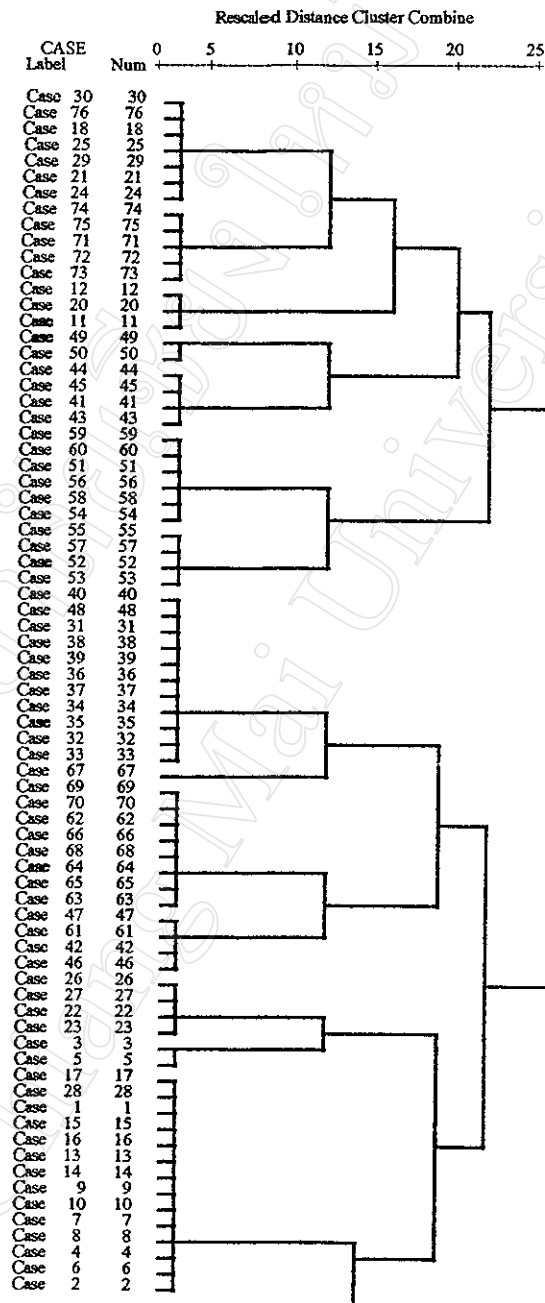 Rescaled Distance Cluster Combine
CASE 0 5 10 15 20 25
Label Num
Case 30 30
Case 76 76
Case 18 18
Case 25 25
Case 29 29
Case 21 21
Case 24 24
Case 74 74
Case 75 75
Case 71 71
Case 72 72
Case 73 73
Case 12 12
Case 20 20
Case 11 11
Case 49 49
Case 50 50
Case 44 44
Case 45 45
Case 41 41
Case 43 43
Case 59 59
Case 60 60
Case 51 51
Case 56 56
Case 58 58
Case 54 54
Case 55 55
Case 57 57
Case 52 52
Case 53 53
Case 40 40
Case 48 48
Case 31 31
Case 38 38
Case 39 39
Case 36 36
Case 37 37
Case 34 34
Case 35 35
Case 32 32
Case 33 33
Case 67 67
Case 69 69
Case 70 70
Case 62 62
Case 66 66
Case 68 68
Case 64 64
Case 65 65
Case 63 63
Case 47 47
Case 61 61
Case 42 42
Case 46 46
Case 26 26
Case 27 27
Case 22 22
Case 23 23
Case 3 3
Case 5 5
Case 17 17
Case 28 28
Case 1 1
Case 15 15
Case 16 16
Case 13 13
Case 14 14
Case 9 9
Case 10 10
Case 7 7
Case 8 8
Case 4 4
Case 6 6
Case 2 2
Mai Universi